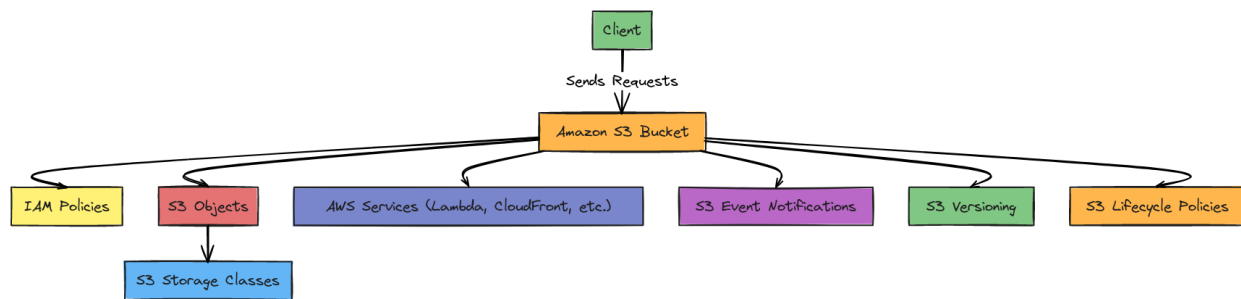 Client
Sends Requests
Amazon S3 Bucket
IAM Policies
S3 Objects
AWS Services (Lambda, CloudFront, etc.)
S3 Event Notifications
S3 Versioning
S3 Lifecycle Policies
S3 Storage Classes